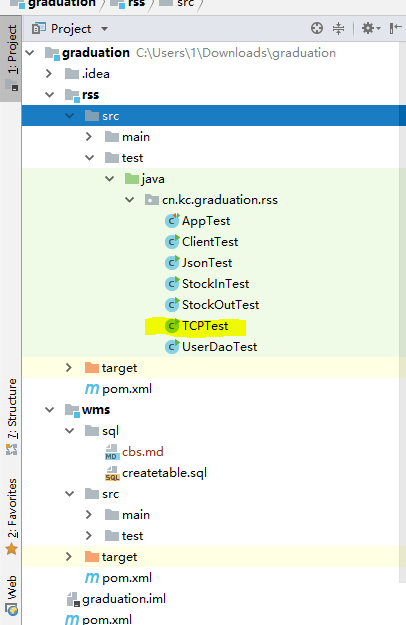 graduation rss src
Project
graduation C:\Users\1\Downloads\graduation
.idea
rss
src
main
test
java
cn.kc.graduation.rss
AppTest
ClientTest
JsonTest
StockInTest
StockOutTest
TCPTest
UserDaoTest
target
pom.xml
wms
sql
cbs.md
createtable.sql
src
main
test
target
pom.xml
graduation.iml
pom.xml
1: Project
7: Structure
2: Favorites
Web